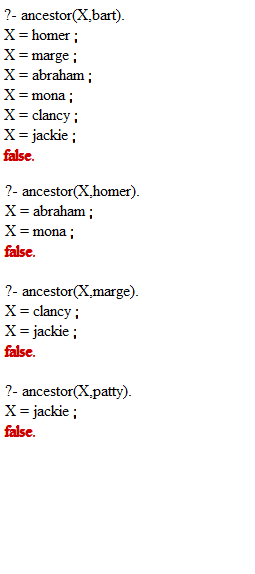 ?- ancestor(X,bart).
X = homer ;
X = marge ;
X = abraham ;
X = mona ;
X = clancy ;
X = jackie ;
false.
?- ancestor(X,homer).
X = abraham ;
X = mona ;
false.
?- ancestor(X,marge).
X = clancy ;
X = jackie ;
false.
?- ancestor(X,patty).
X = jackie ;
false.